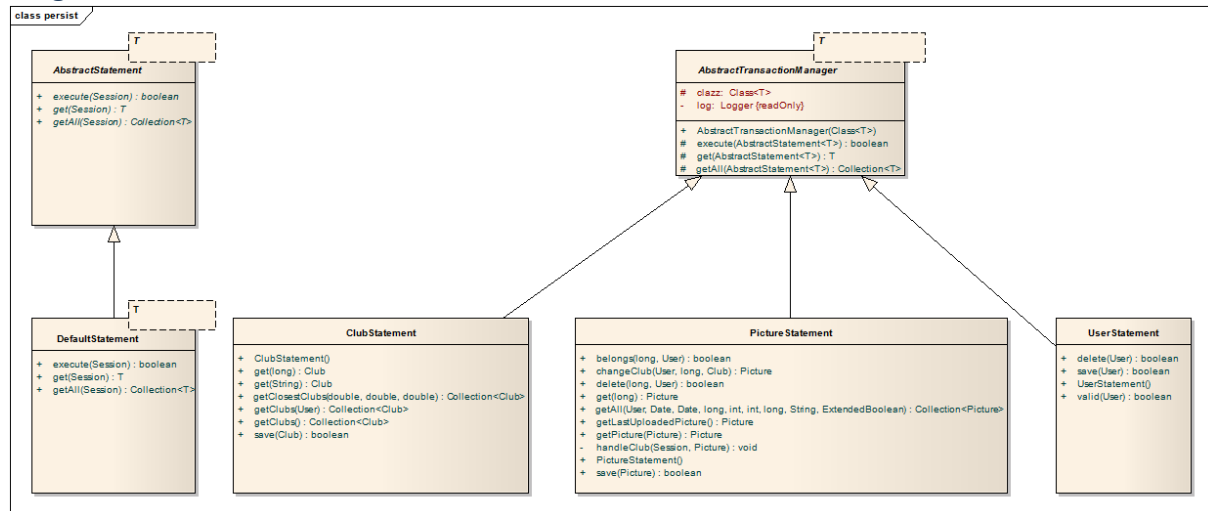 class persist
T
AbstractStatement
+ execute(Session) : boolean
+ get(Session) : T
+ getAll(Session) : Collection<T>
T
AbstractTransactionManager
# clazz: Class<T>
- log: Logger {readOnly}
+ AbstractTransactionManager(Class<T>)
# execute(AbstractStatement<T>) : boolean
# get(AbstractStatement<T>) : T
# getAll(AbstractStatement<T>) : Collection<T>
T
DefaultStatement
+ execute(Session) : boolean
+ get(Session) : T
+ getAll(Session) : Collection<T>
ClubStatement
+ ClubStatement()
+ get(long) : Club
+ get(String) : Club
+ getClosestClubs(double, double, double) : Collection<Club>
+ getClubs(User) : Collection<Club>
+ getClubs() : Collection<Club>
+ save(Club) : boolean
PictureStatement
+ belongs(long, User) : boolean
+ changeClub(User, long, Club) : Picture
+ delete(long, User) : boolean
+ get(long) : Picture
+ getAll(User, Date, Date, long, int, int, long, String, ExtendedBoolean) : Collection<Picture>
+ getLastUploadedPicture() : Picture
+ getPicture(Picture) : Picture
- handleClub(Session, Picture) : void
+ PictureStatement()
+ save(Picture) : boolean
UserStatement
+ delete(User) : boolean
+ save(User) : boolean
+ UserStatement()
+ valid(User) : boolean